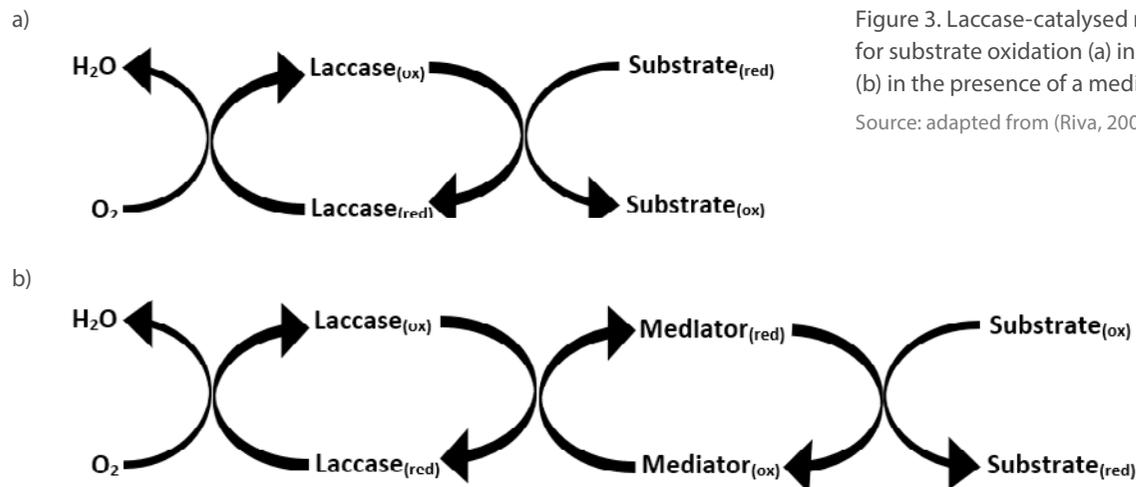 a)
Figure 3. Laccase-catalysed
for substrate oxidation (a) in
(b) in the presence of a
Source: adapted from (Riva,
H₂O Laccase(ox) Substrate(red)
O₂ Laccase(red) Substrate(ox)
b)
H₂O Laccase(ox) Mediator(red) Substrate(ox)
O₂ Laccase(red) Mediator(ox) Substrate(red)